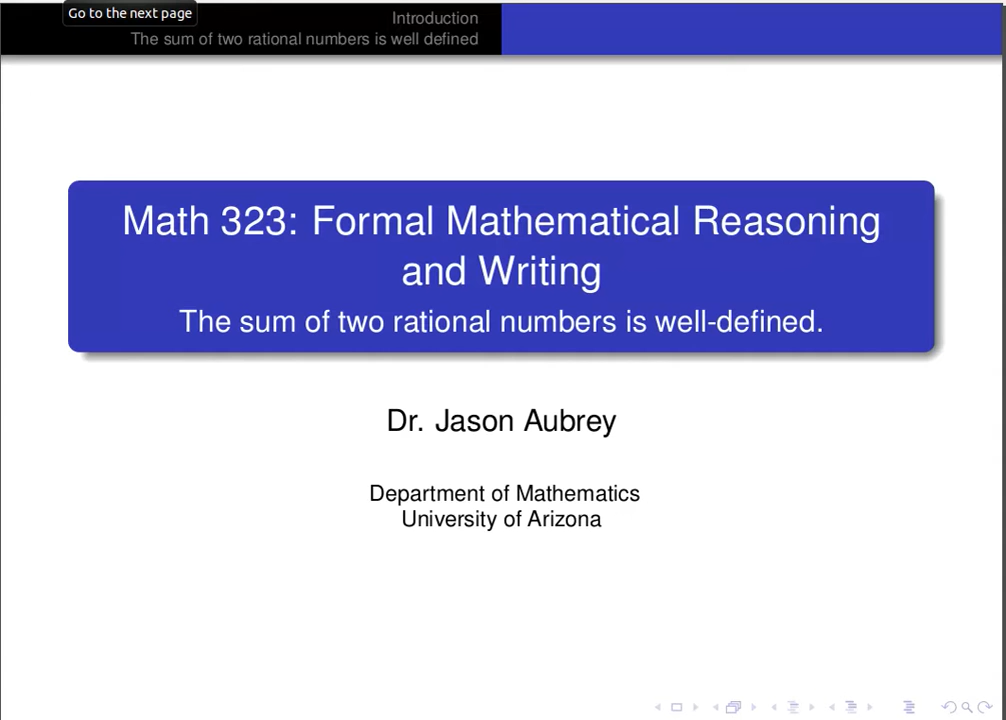 Go to the next page
Introduction
The sum of two rational numbers is well defined
Math 323: Formal Mathematical Reasoning
and Writing
The sum of two rational numbers is well-defined.
Dr. Jason Aubrey
Department of Mathematics
University of Arizona